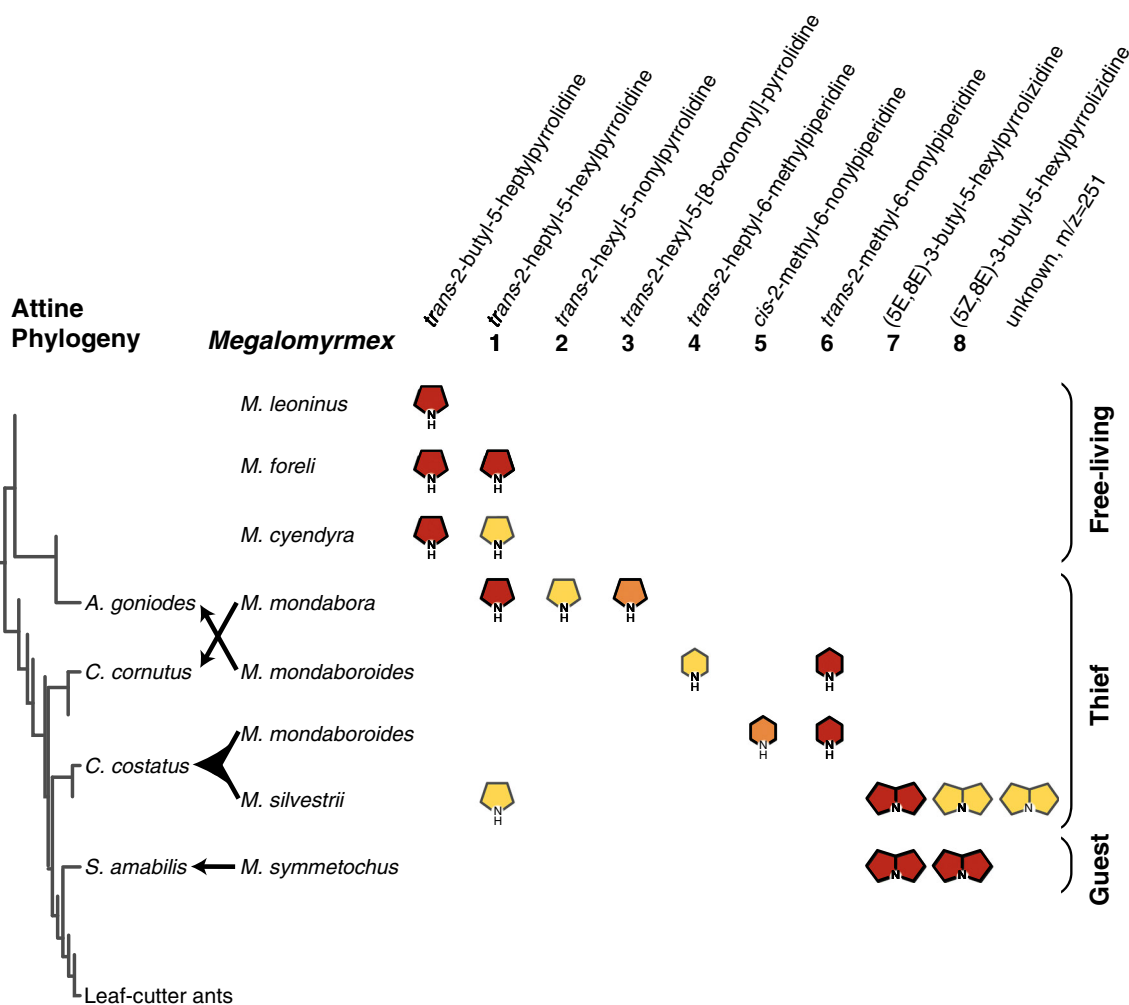 trans-2-butyl-5-heptylpyrrolidine
trans-2-heptyl-5-hexylpyrrolidine
trans-2-hexyl-5-nonylpyrrolidine
trans-2-hexyl-5-[8-oxononyl]-pyrrolidine
trans-2-heptyl-6-methylpiperidine
cis-2-methyl-6-nonylpiperidine
trans-2-methyl-6-nonylpiperidine
(5E,8E)-3-butyl-5-hexylpyrrolizidine
(5Z,8E)-3-butyl-5-hexylpyrrolizidine
unknown, m/z=251
Attine
Phylogeny
Megalomyrmex
1 2 3 4 5 6 7 8
M. leoninus
N
H
M. foreli
N N
H H
M. cyendyra
N N
H H
Free-living
A. goniodes M. mondabora
N N N
H H H
C. cornutus M. mondaboroides
N N
H H
M. mondaboroides
N N
H H
C. costatus
M. silvestrii
N N N N
H
Thief
S. amabilis M. symmetochus
N N
Guest
Leaf-cutter ants